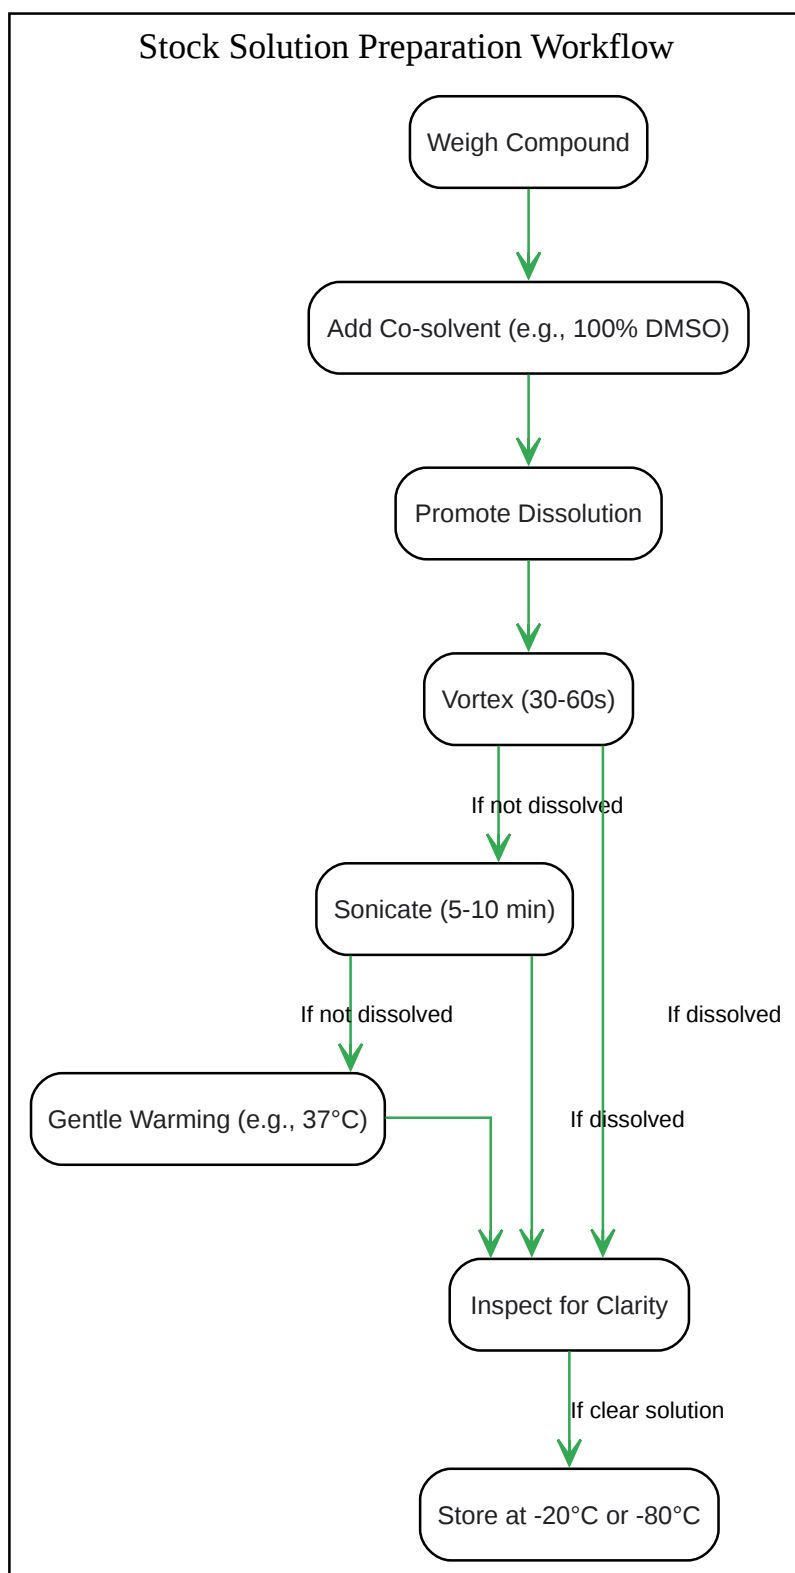 Stock Solution Preparation Workflow
Weigh Compound
Add Co-solvent (e.g., 100% DMSO)
Promote Dissolution
Vortex (30-60s)
If not dissolved
Sonicate (5-10 min)
If not dissolved
If dissolved
Gentle Warming (e.g., 37°C)
If dissolved
Inspect for Clarity
If clear solution
Store at -20°C or -80°C